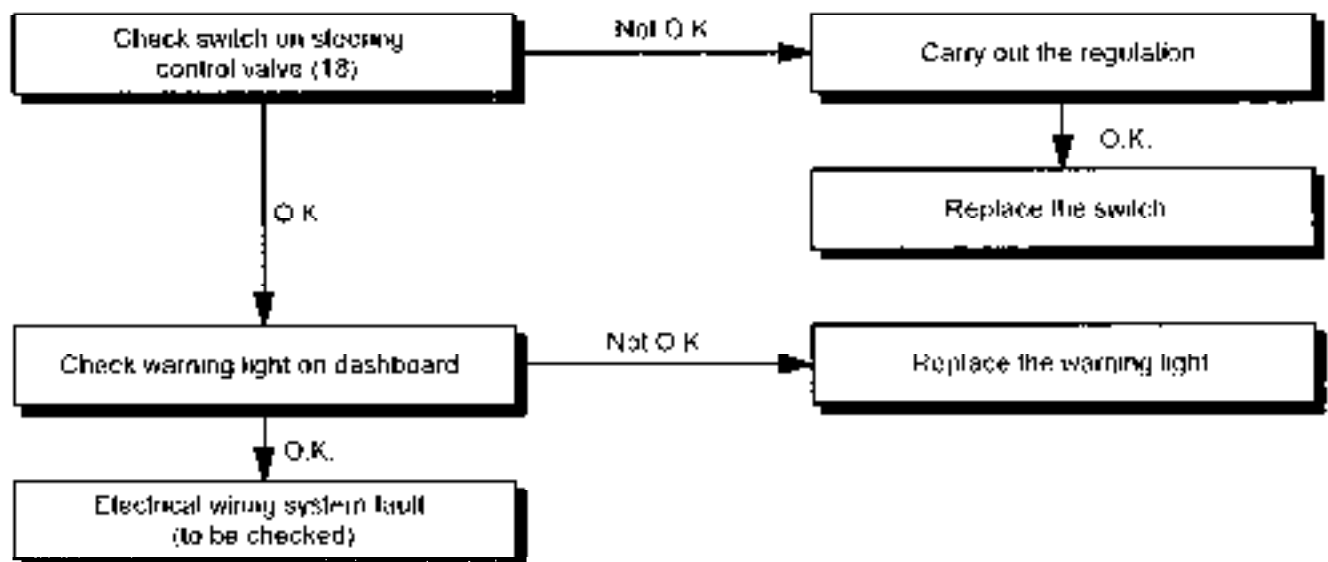 Check switch on steering
control valve (18)
Not O K
Carry out the regulation
O.K.
Replace the switch
O K
Check warning light on dashboard
Not O K
Replace the warning light
O.K.
Electrical wiring system fault
(to be checked)